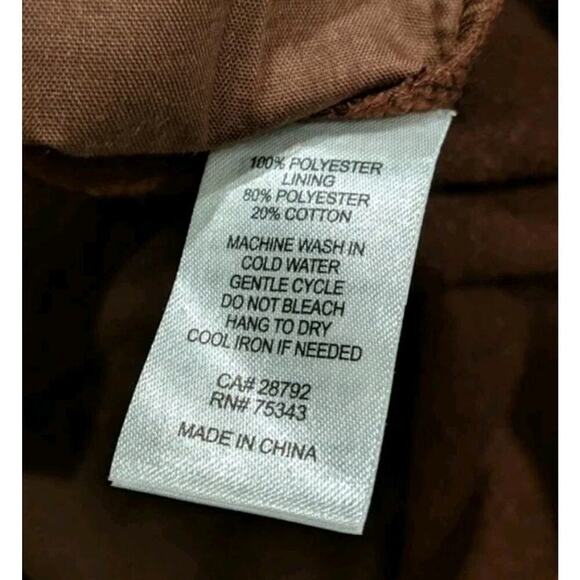 100% POLYESTER
LINING
80% POLYESTER
20% COTTON
MACHINE WASH IN
COLD WATER
GENTLE CYCLE
DO NOT BLEACH
HANG TO DRY
COOL IRON IF NEEDED
CA# 28792
RN# 75343
MADE IN CHINA